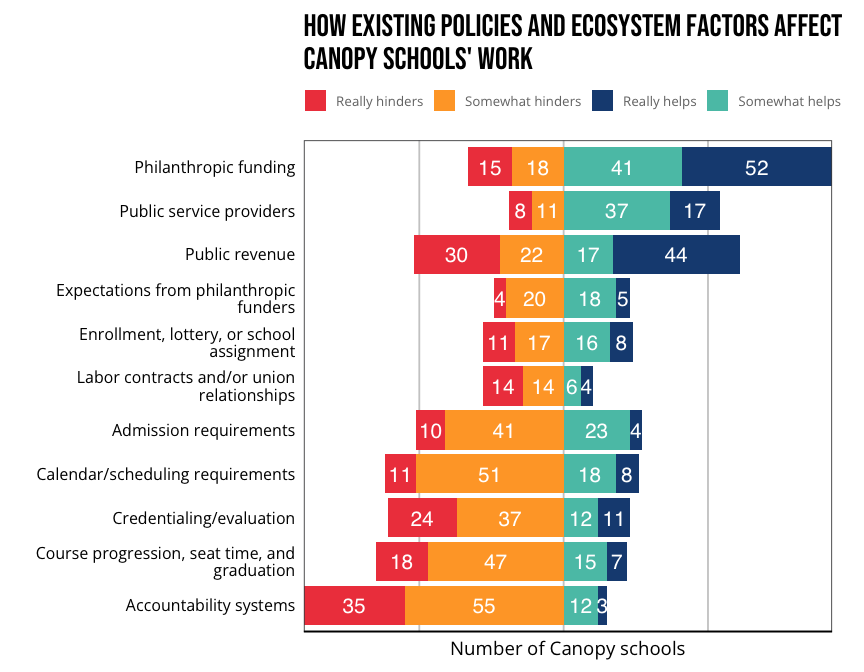 HOW EXISTING POLICIES AND ECOSYSTEM FACTORS AFFECT
CANOPY SCHOOLS' WORK
Really hinders Somewhat hinders Really helps Somewhat helps
Philanthropic funding 15 18 41 52
Public service providers 8 11 37 17
Public revenue 30 22 17 44
Expectations from philanthropic
funders 4 20 18 5
Enrollment, lottery, or school
assignment 11 17 16 8
Labor contracts and/or union
relationships 14 14 6 4
Admission requirements 10 41 23 4
Calendar/scheduling requirements 11 51 18 8
Credentialing/evaluation 24 37 12 11
Course progression, seat time, and
graduation 18 47 15 7
Accountability systems 35 55 12 3
Number of Canopy schools